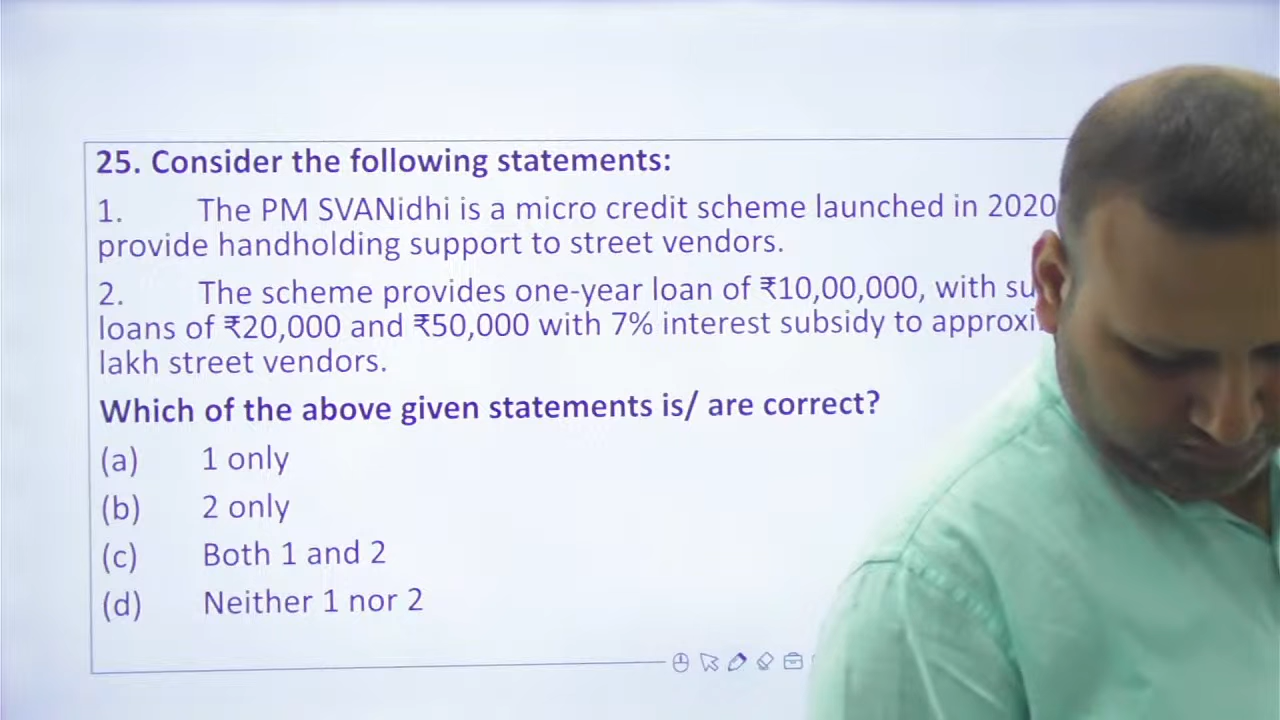 25. Consider the following statements:
1. The PM SVANidhi is a micro credit scheme launched in 2020
provide handholding support to street vendors.
2. The scheme provides one-year loan of ₹10,00,000, with
loans of ₹20,000 and ₹50,000 with 7% interest subsidy to
lakh street vendors.
Which of the above given statements is/ are correct?
(a) 1 only
(b) 2 only
(c) Both 1 and 2
(d) Neither 1 nor 2